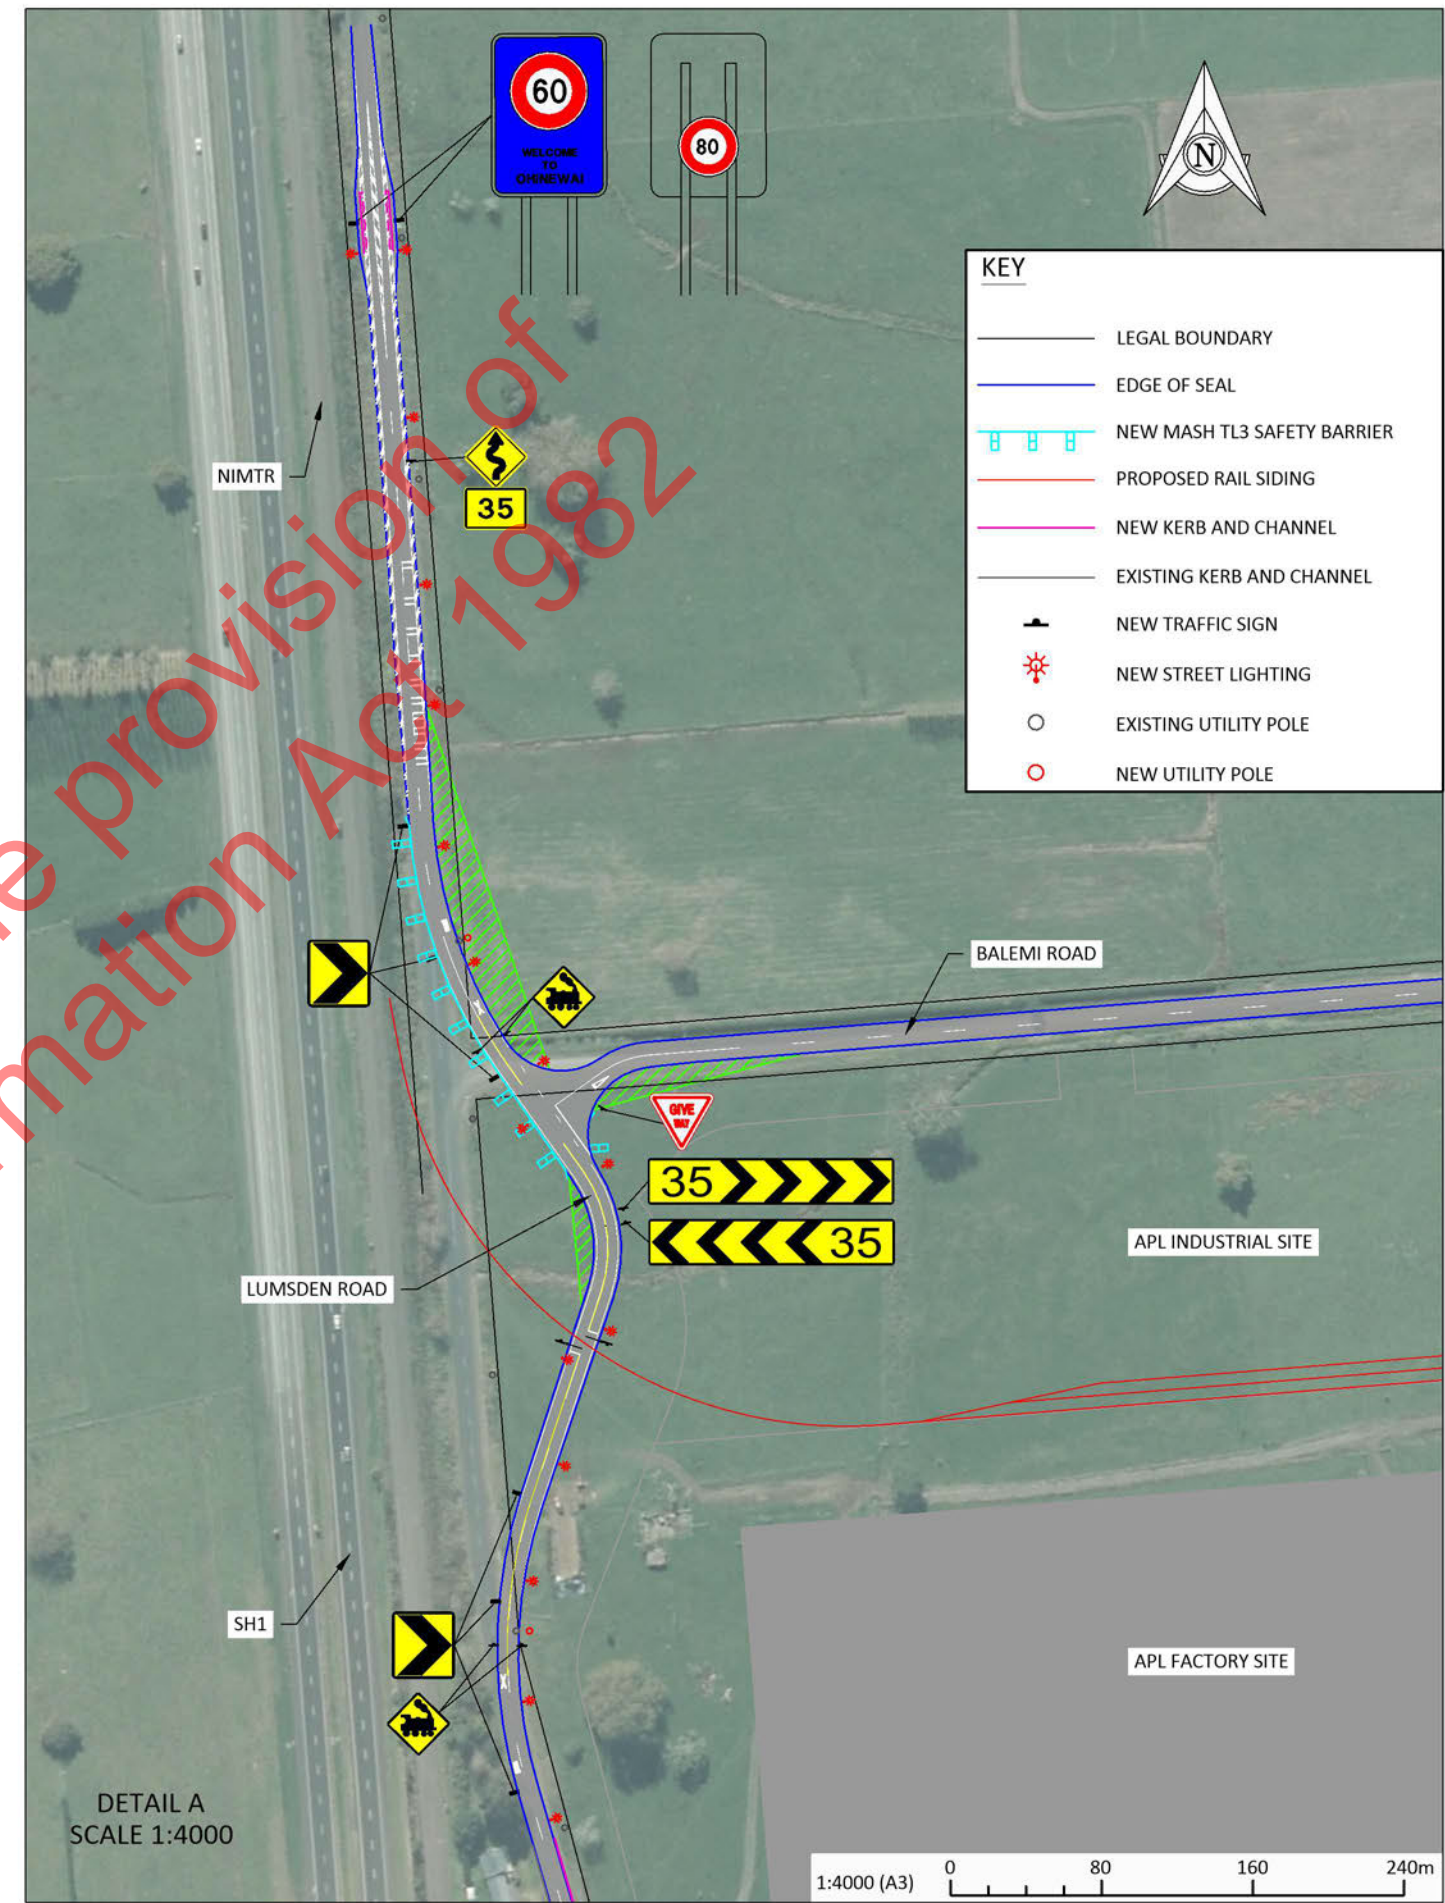 60
WELCOME
TO
OHINEWAI
80
N
KEY
LEGAL BOUNDARY
EDGE OF SEAL
NEW MASH TL3 SAFETY BARRIER
PROPOSED RAIL SIDING
NEW KERB AND CHANNEL
EXISTING KERB AND CHANNEL
NEW TRAFFIC SIGN
NEW STREET LIGHTING
EXISTING UTILITY POLE
NEW UTILITY POLE
NIMTR
35
e provision of
mation Act 1982
BALEMI ROAD
GIVE
WAY
35
35
APL INDUSTRIAL SITE
LUMSDEN ROAD
SH1
APL FACTORY SITE
DETAIL A
SCALE 1:4000
1:4000 (A3)
0 80 160 240m